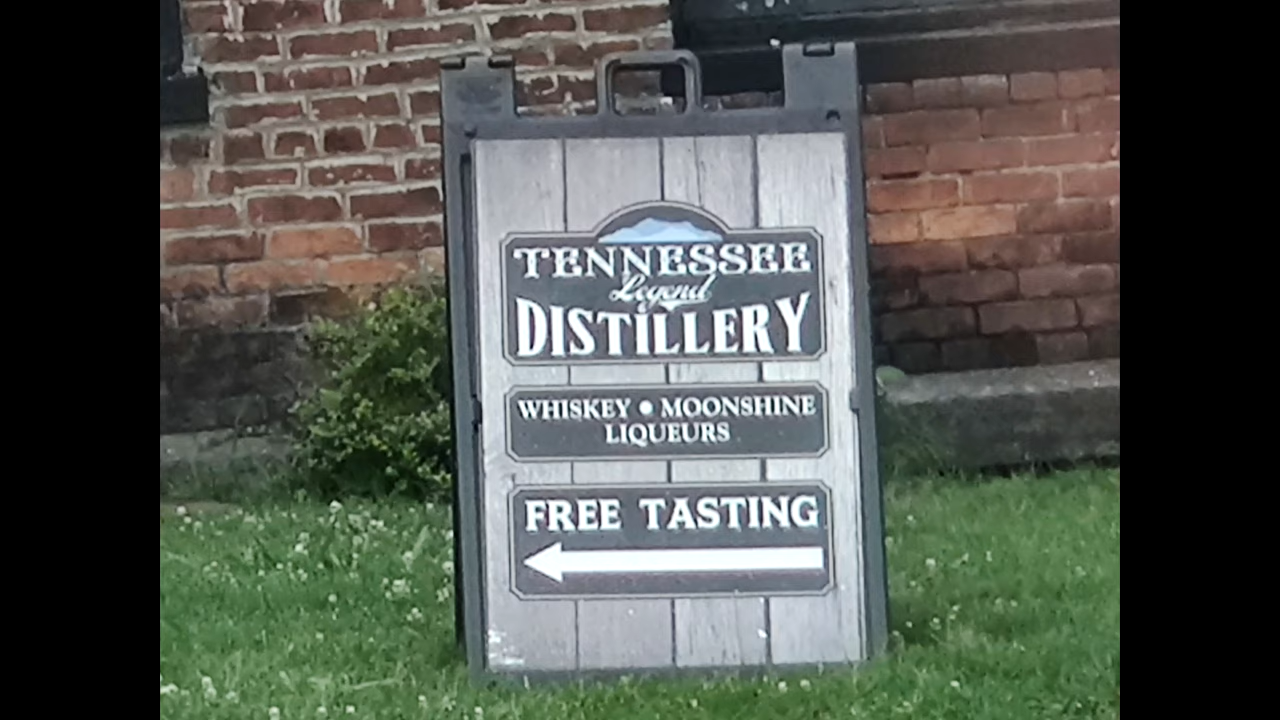 TENNESSEE
Legend
DISTILLERY
WHISKEY • MOONSHINE
LIQUEURS
FREE TASTING